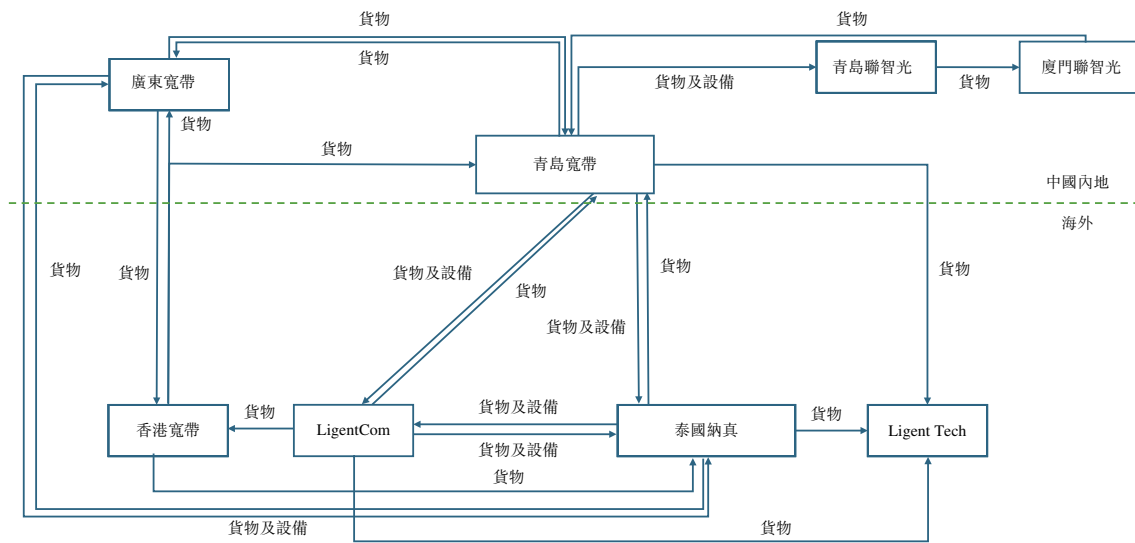 貨物
貨物
貨物
廣東寬帶
青島聯智光
廈門聯智光
貨物及設備
貨物
貨物
貨物
青島寬帶
中國內地
海外
貨物
貨物
貨物及設備
貨物
貨物
貨物
貨物及設備
香港寬帶
貨物
LigentCom
貨物及設備
貨物及設備
泰國納真
貨物
Ligent Tech
貨物
貨物及設備
貨物